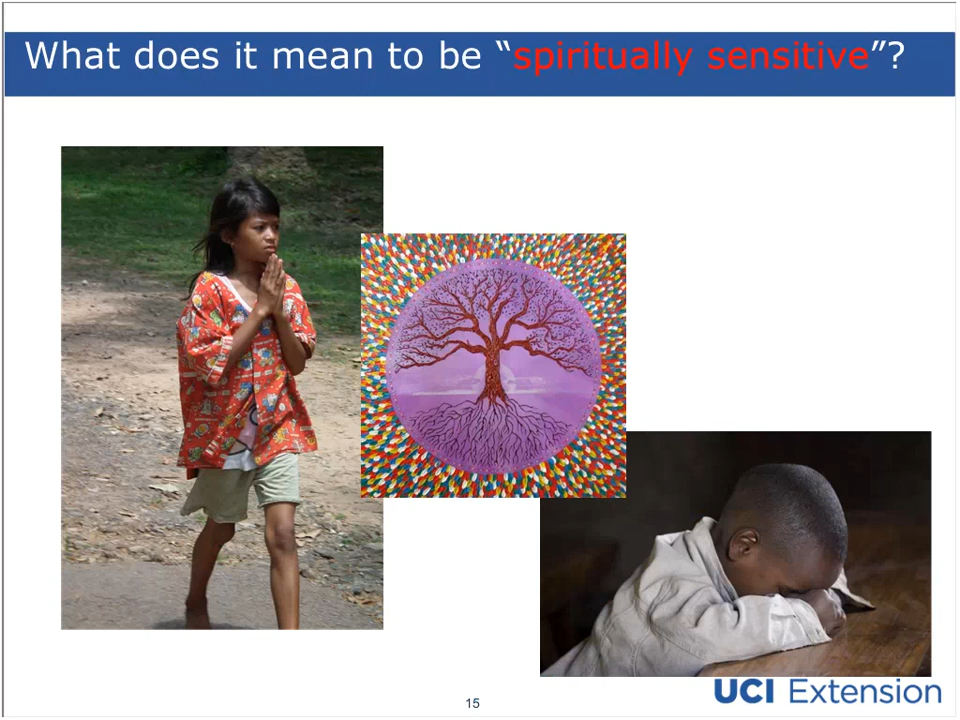 What does it mean to be “spiritually sensitive”?
15
UCI Extension